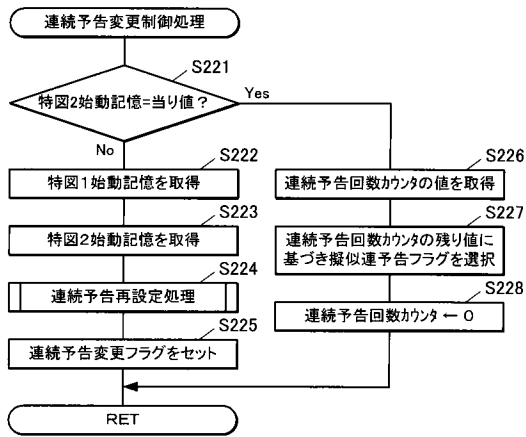 連続予告変更制御処理
S221
特図2始動記憶=当り値?
Yes
No
S222
特図1始動記憶を取得
S223
特図2始動記憶を取得
S224
連続予告再設定処理
S225
連続予告変更フラグをセット
S226
連続予告回数カウンタの値を取得
S227
連続予告回数カウンタの残り値に
基づき擬似連予告フラグを選択
S228
連続予告回数カウンタ ← 0
RET